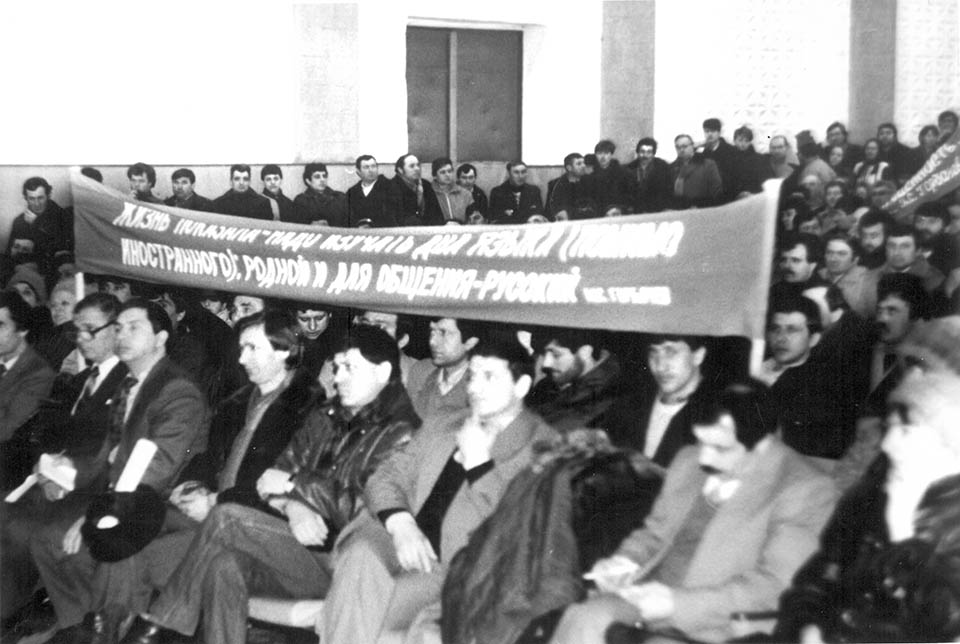 ЖИЗНЬ ПОКАЗАЛА - НАДО ИЗУЧАТЬ ДВА ЯЗЫКА (ПОМИМО
ИНОСТРАННОГО): РОДНОЙ И ДЛЯ ОБЩЕНИЯ-РУССКИЙ